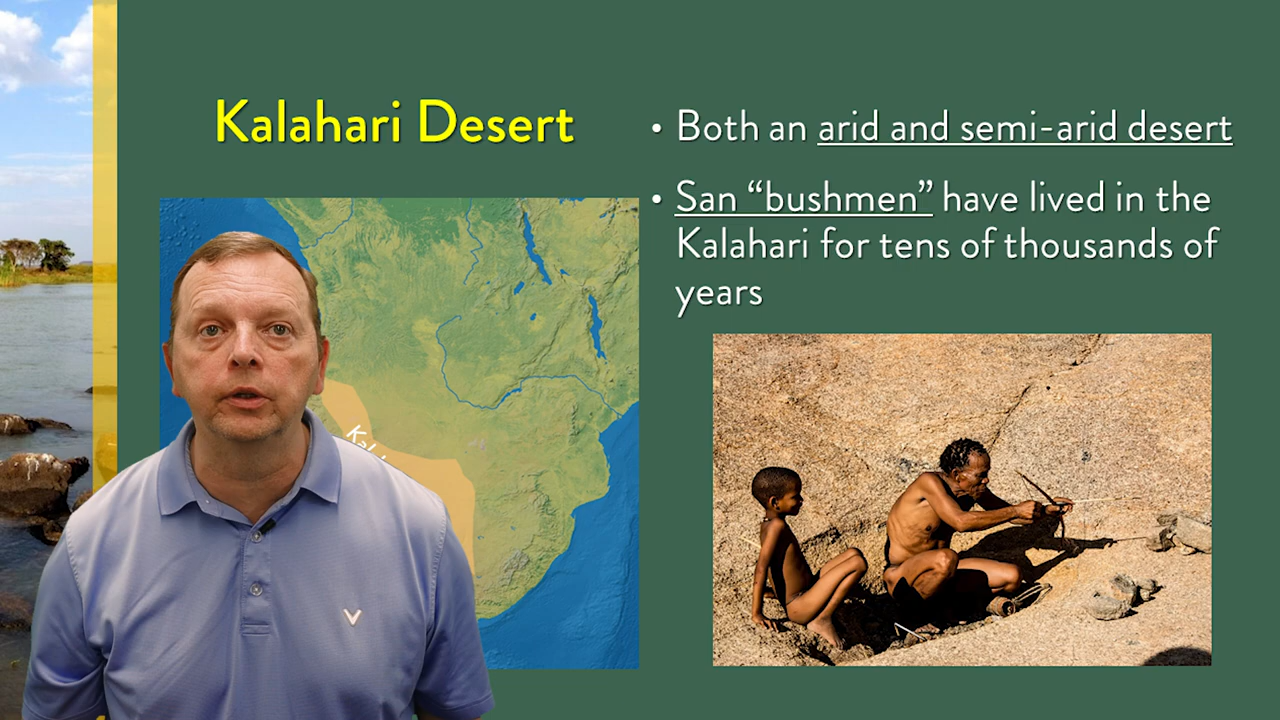 Kalahari Desert
• Both an arid and semi-arid desert
• San “bushmen” have lived in the
Kalahari for tens of thousands of
years